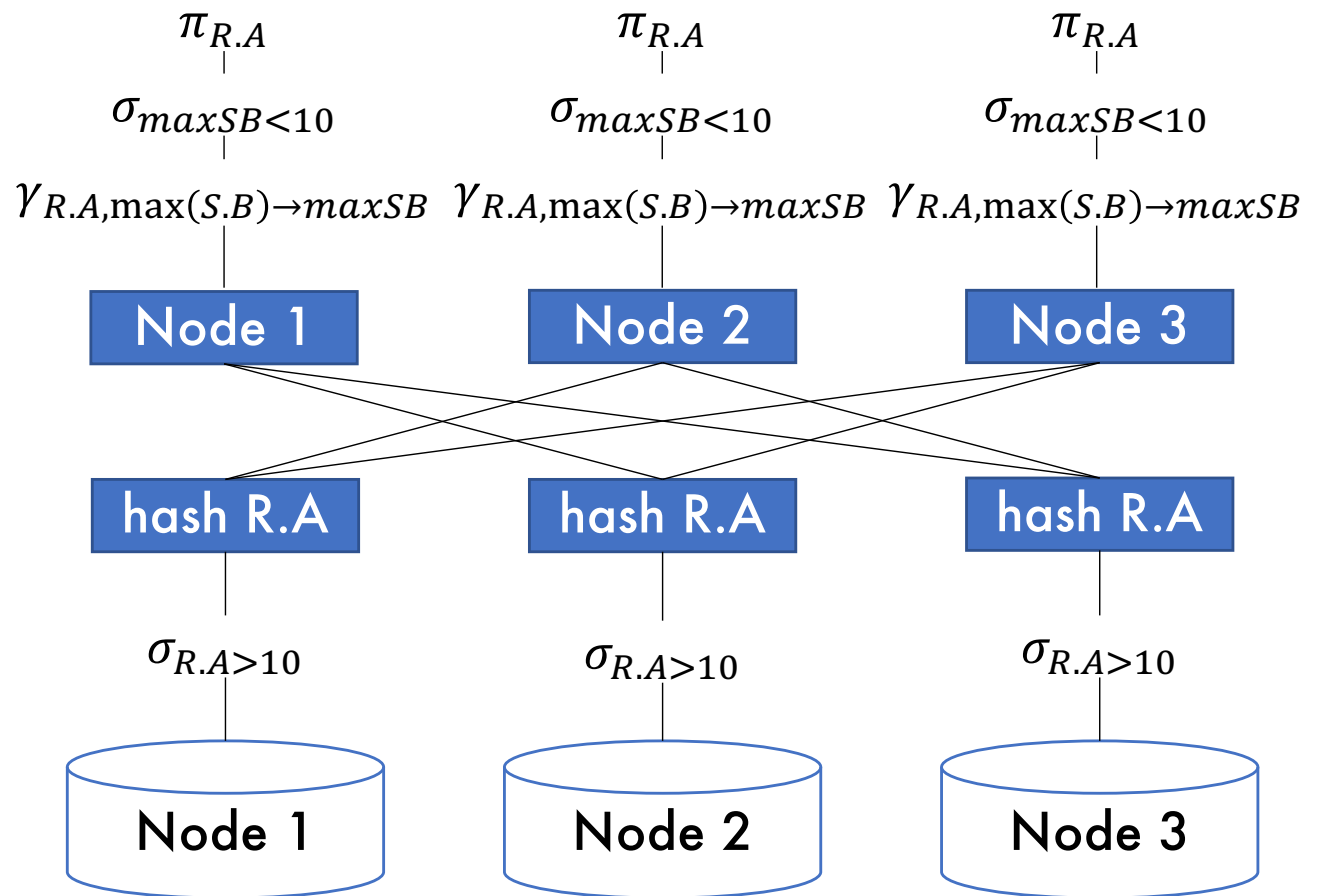 π_{R.A} π_{R.A} π_{R.A}
σ_{maxSB<10} σ_{maxSB<10} σ_{maxSB<10}
γ_{R.A,max(S.B)→maxSB} γ_{R.A,max(S.B)→maxSB} γ_{R.A,max(S.B)→maxSB}
Node 1 Node 2 Node 3
hash R.A hash R.A hash R.A
σ_{R.A>10} σ_{R.A>10} σ_{R.A>10}
Node 1 Node 2 Node 3